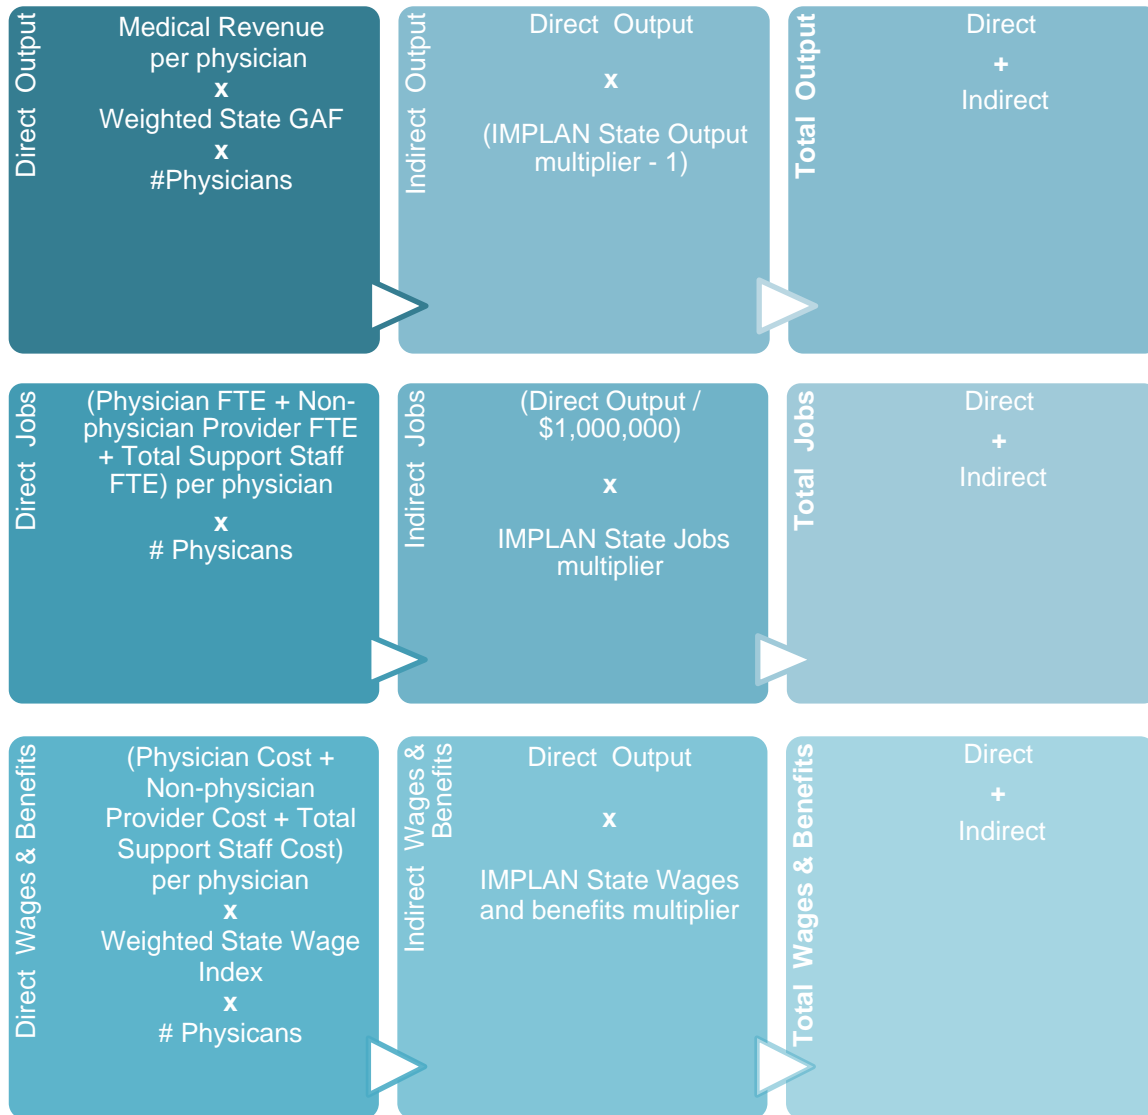 Direct Output
Medical Revenue
per physician
x
Weighted State GAF
x
#Physicians
Indirect Output
Direct Output
x
(IMPLAN State Output
multiplier - 1)
Total Output
Direct
+
Indirect
Direct Jobs
(Physician FTE + Non-
physician Provider FTE
+ Total Support Staff
FTE) per physician
x
# Physicans
Indirect Jobs
(Direct Output /
$1,000,000)
x
IMPLAN State Jobs
multiplier
Total Jobs
Direct
+
Indirect
Direct Wages & Benefits
(Physician Cost +
Non-physician
Provider Cost + Total
Support Staff Cost)
per physician
x
Weighted State Wage
Index
x
# Physicans
Indirect Wages &
Benefits
Direct Output
x
IMPLAN State Wages
and benefits multiplier
Total Wages & Benefits
Direct
+
Indirect